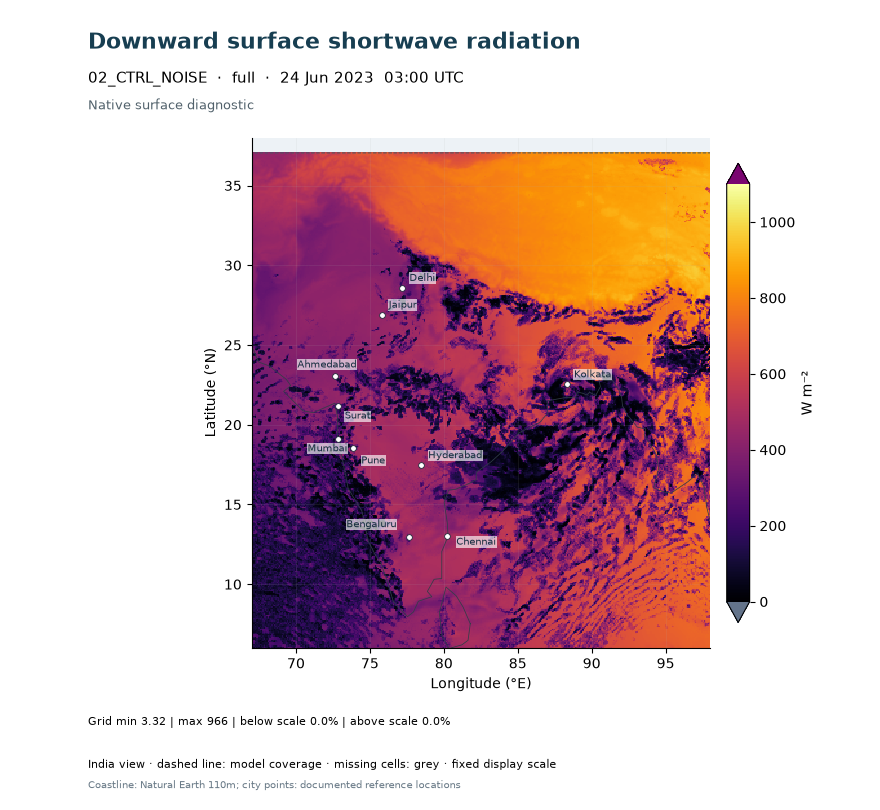 Downward surface shortwave radiation
02_CTRL_NOISE · full · 24 Jun 2023 03:00 UTC
Native surface diagnostic
35
30
25
20
15
10
Latitude (°N)
70
75
80
85
90
95
Longitude (°E)
Delhi
Jaipur
Ahmedabad
Kolkata
Surat
Mumbai
Pune
Hyderabad
Bengaluru
Chennai
1000
800
600
400
200
0
W m⁻²
Grid min 3.32 | max 966 | below scale 0.0% | above scale 0.0%
India view · dashed line: model coverage · missing cells: grey · fixed display scale
Coastline: Natural Earth 110m; city points: documented reference locations